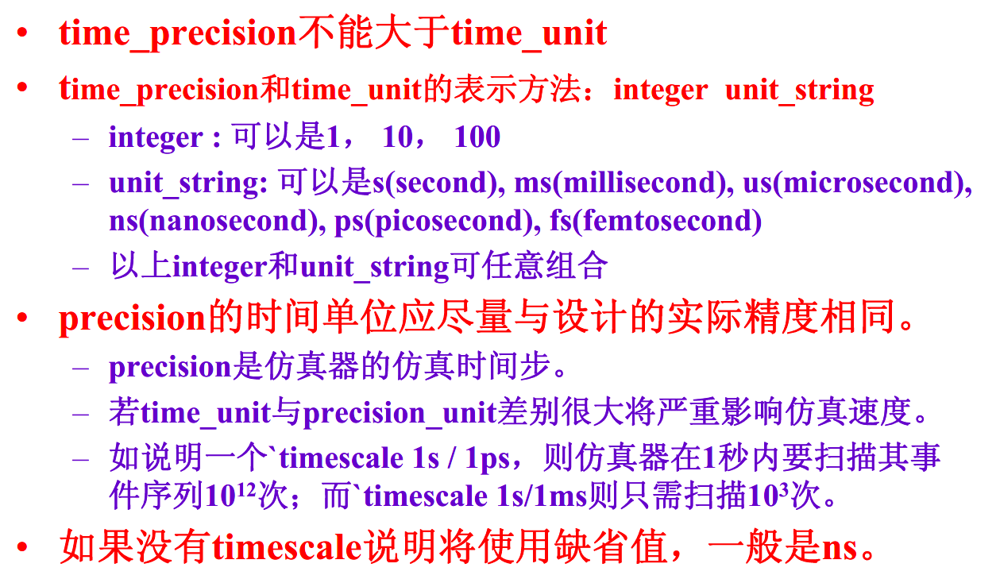 • time_precision不能大于time_unit
• time_precision和time_unit的表示方法：integer unit_string
– integer : 可以是1， 10， 100
– unit_string: 可以是s(second), ms(millisecond), us(microsecond),
ns(nanosecond), ps(picosecond), fs(femtosecond)
– 以上integer和unit_string可任意组合
• precision的时间单位应尽量与设计的实际精度相同。
– precision是仿真器的仿真时间步。
– 若time_unit与precision_unit差别很大将严重影响仿真速度。
– 如说明一个`timescale 1s / 1ps，则仿真器在1秒内要扫描其事
件序列10¹²次；而`timescale 1s/1ms则只需扫描10³次。
• 如果没有timescale说明将使用缺省值，一般是ns。